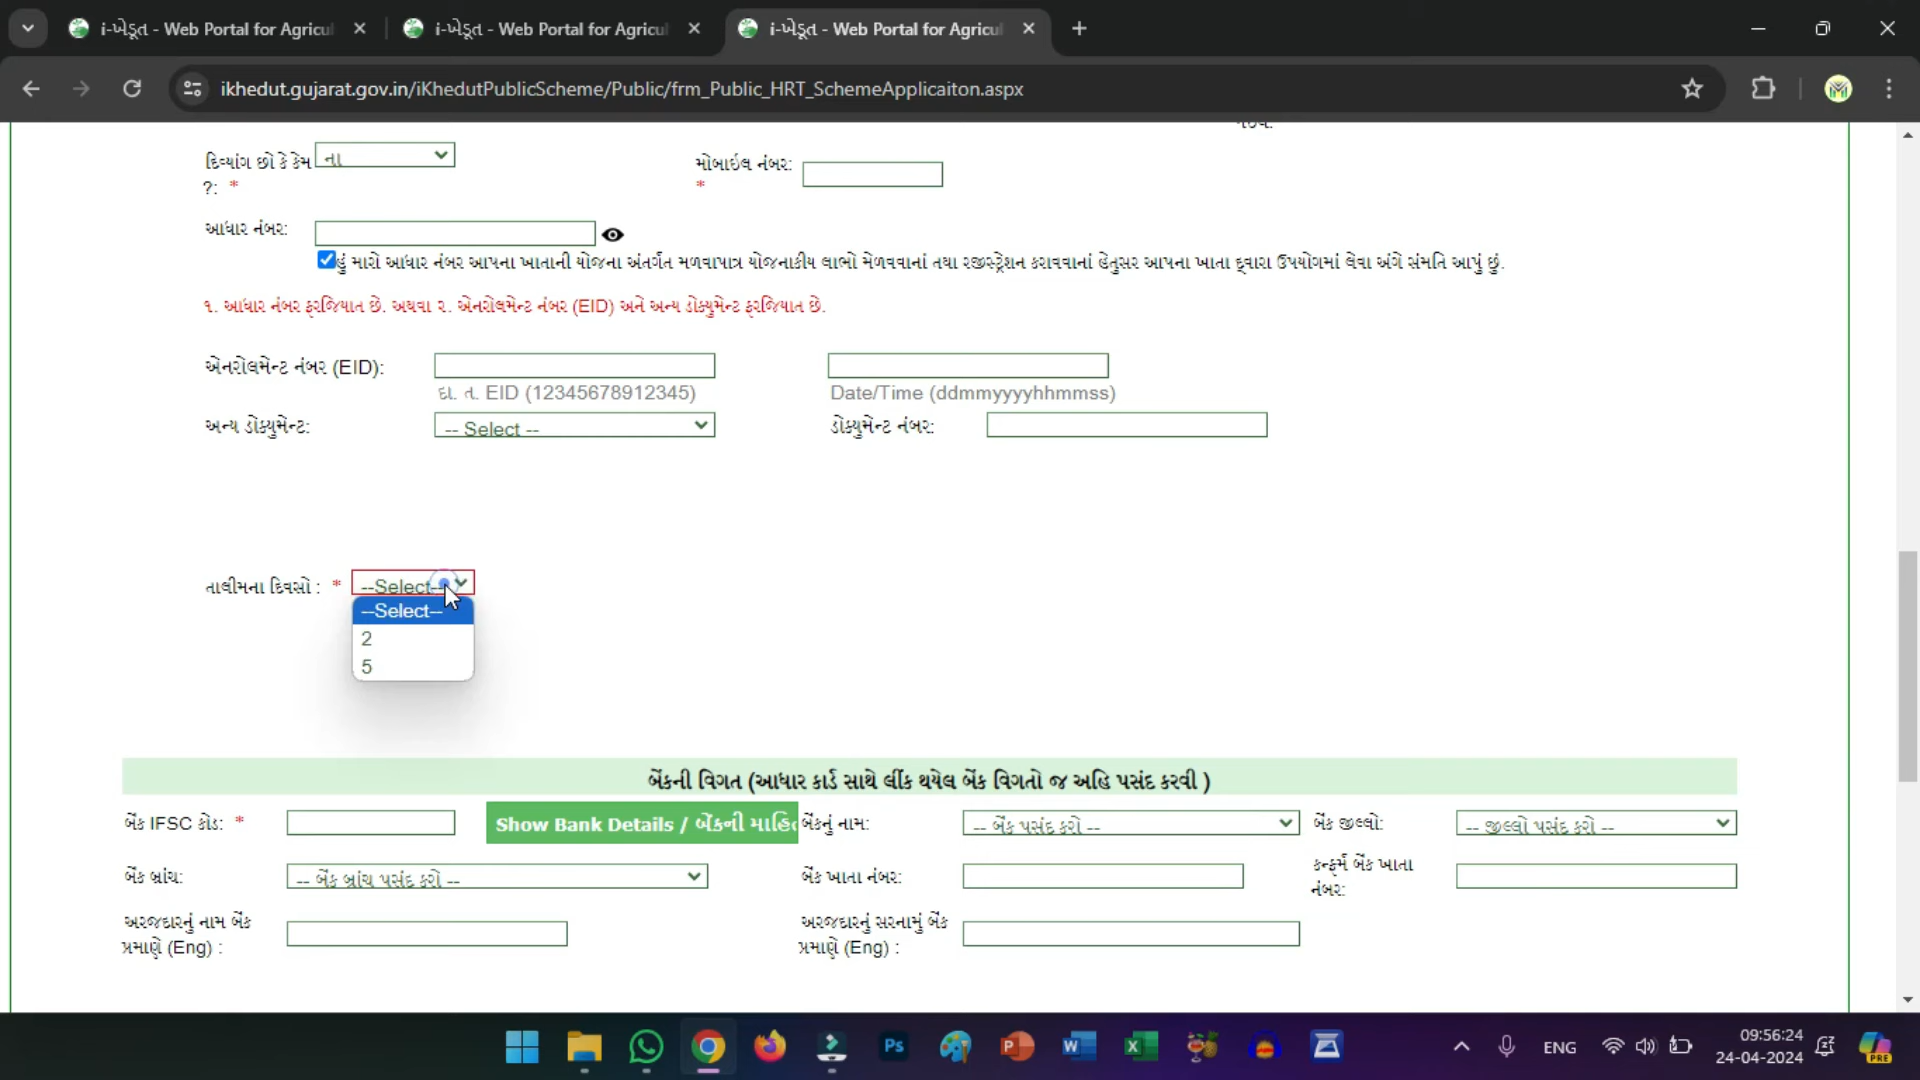 i-ખેડૂત - Web Portal for Agricul
i-ખેડૂત - Web Portal for Agricul
i-ખેડૂત - Web Portal for Agricul
ikhedut.gujarat.gov.in/iKhedutPublicScheme/Public/frm_Public_HRT_SchemeApplicaiton.aspx
દિવ્યાંગ છો કે કેમ ના
?: *
મોબાઇલ નંબર:
*
આધાર નંબર:
હું મારો આધાર નંબર આપના ખાતાની યોજના અંતર્ગત મળવાપાત્ર યોજનાકીય લાભો મેળવવાનાં તથા રજીસ્ટ્રેશન કરાવવાનાં હેતુસર આપના ખાતા દ્વારા ઉપયોગમાં લેવા અંગે સંમતિ આપું છું.
૧. આધાર નંબર ફરજિયાત છે. અથવા ૨. એનરોલમેન્ટ નંબર (EID) અને અન્ય ડોક્યુમેન્ટ ફરજિયાત છે.
એનરોલમેન્ટ નંબર (EID):
દા. ત. EID (12345678912345) Date/Time (ddmmyyyyhhmmss)
અન્ય ડોક્યુમેન્ટ: -- Select -- ડોક્યુમેન્ટ નંબર:
તાલીમના દિવસો : * --Select--
--Select--
2
5
બેંકની વિગત (આધાર કાર્ડ સાથે લીંક થયેલ બેંક વિગતો જ અહિ પસંદ કરવી )
બેંક IFSC કોડ: * Show Bank Details / બેંકની માહિ બેંકનું નામ: -- બેંક પસંદ કરો -- બેંક જીલ્લો: -- જીલ્લો પસંદ કરો --
બેંક બ્રાંચ: -- બેંક બ્રાંચ પસંદ કરો -- બેંક ખાતા નંબર: કન્ફર્મ બેંક ખાતા
નંબર:
અરજદારનું નામ બેંક
પ્રમાણે (Eng) :
અરજદારનું સરનામું બેંક
પ્રમાણે (Eng) :
ENG
09:56:24
24-04-2024
Ps
P
W
X
PRE